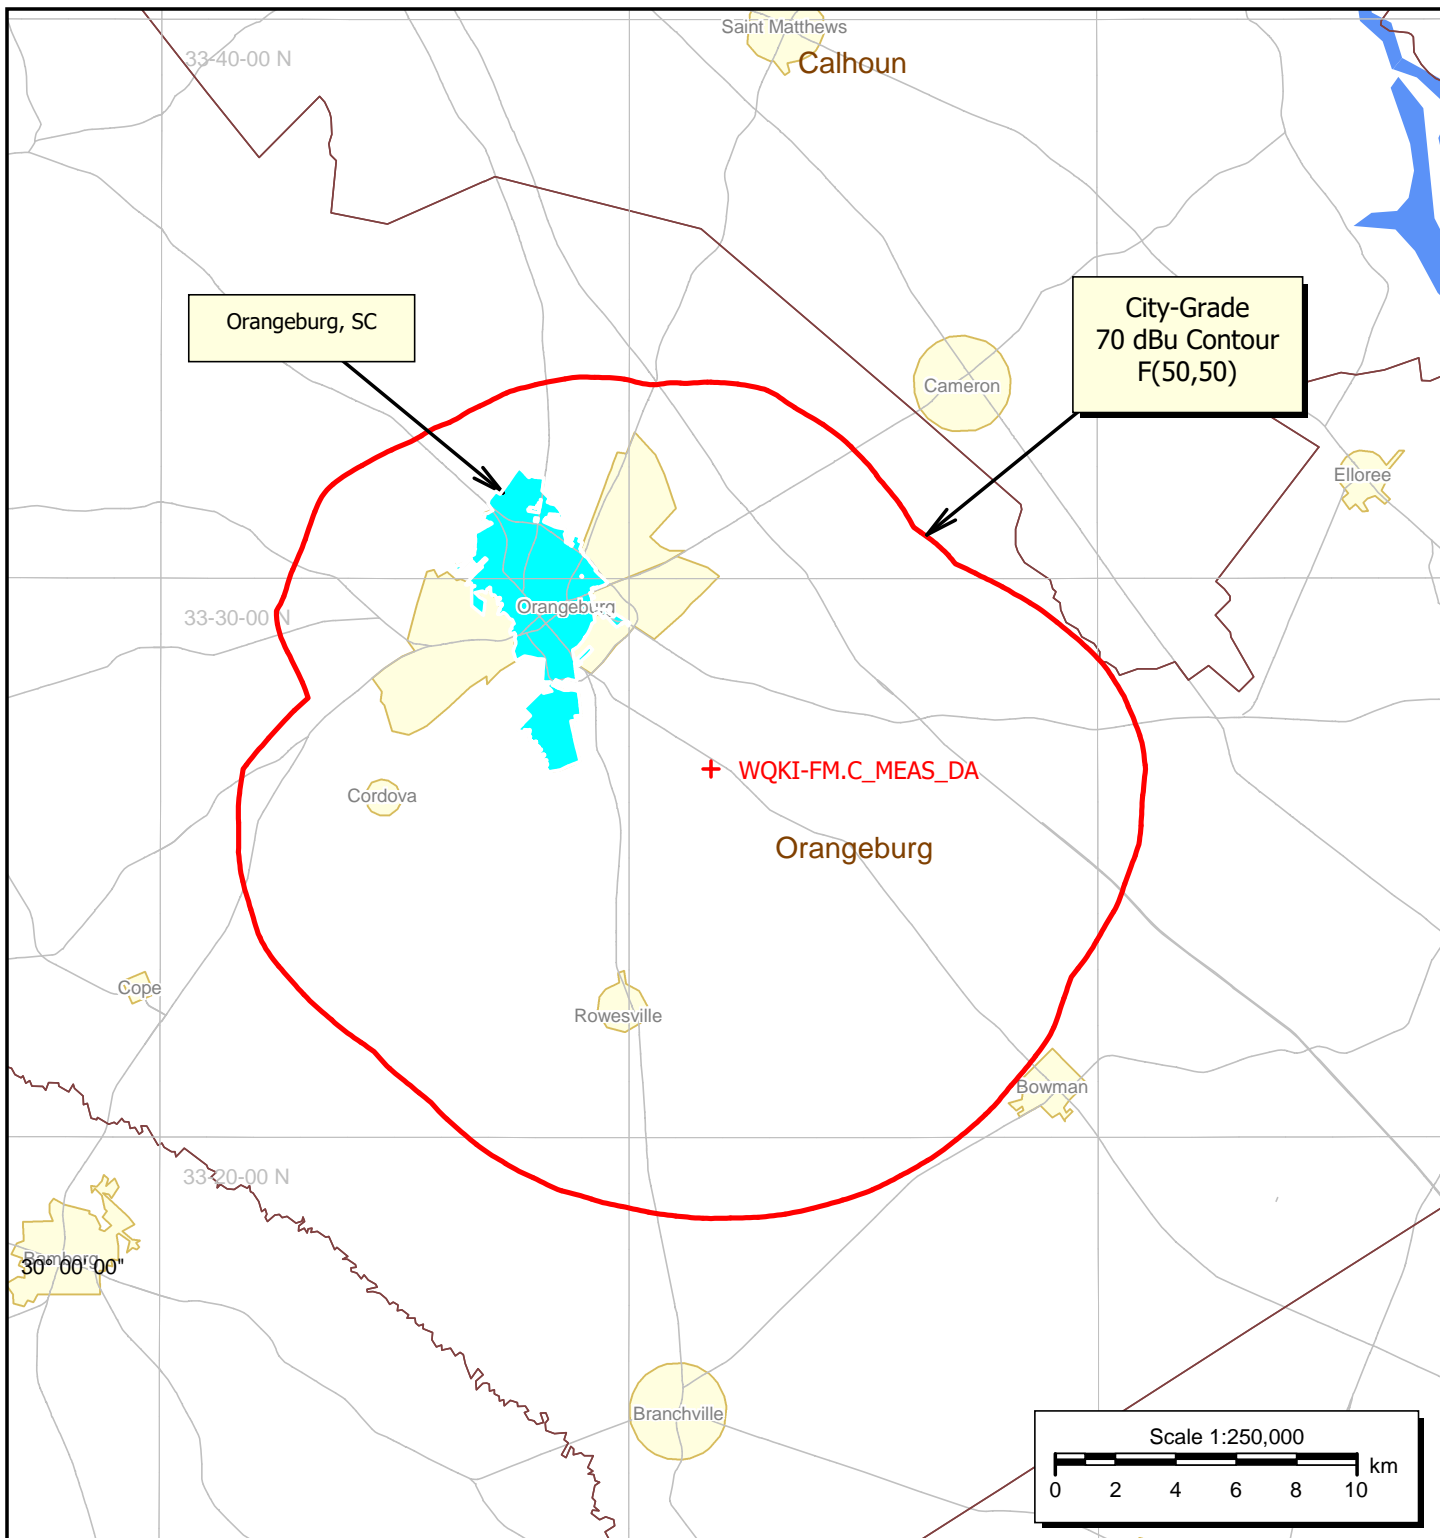 Saint Matthews
33-40-00 N
Calhoun
Orangeburg, SC
City-Grade
70 dBu Contour
F(50,50)
Cameron
Elloree
Orangeburg
33-30-00 N
WQKI-FM.C_MEAS_DA
Cordova
Orangeburg
Cope
Rowesville
Bowman
33-20-00 N
Bamberg
30° 00' 00"
Branchville
Scale 1:250,000
km
0 2 4 6 8 10